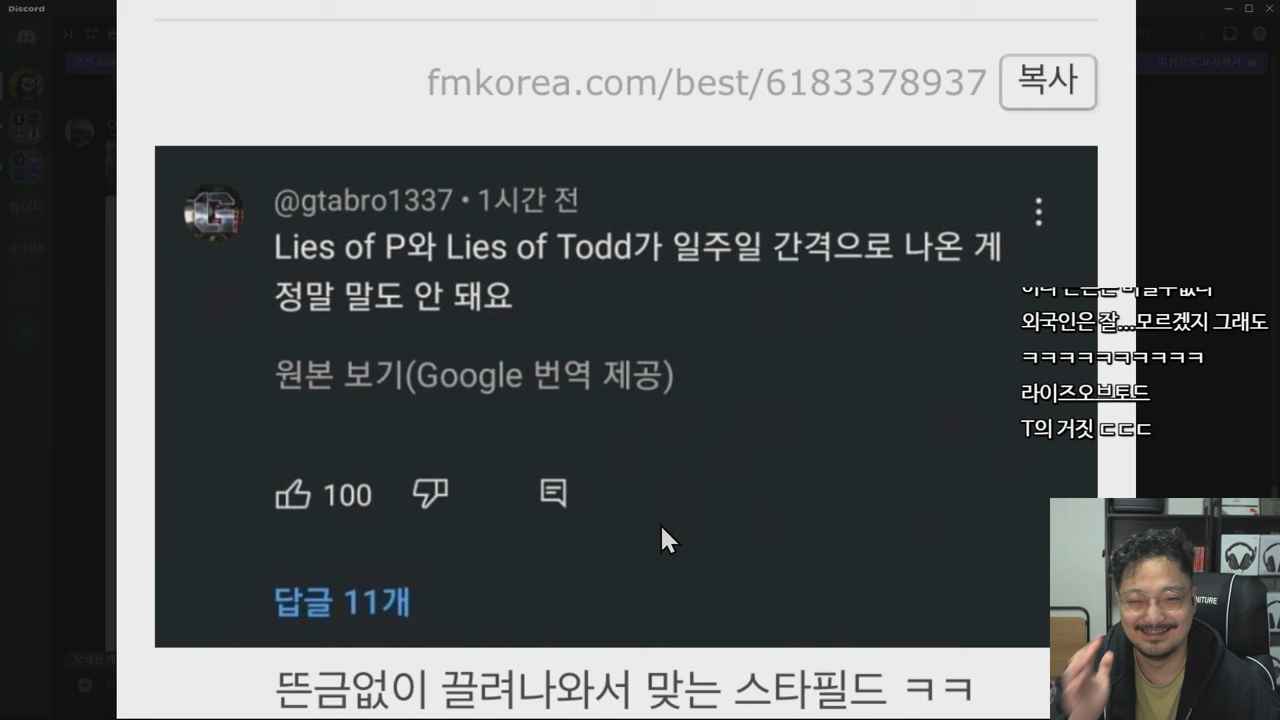 Discord
fmkorea.com/best/6183378937 복사
@gtabro1337 • 1시간 전
Lies of P와 Lies of Todd가 일주일 간격으로 나온 게
정말 말도 안 돼요
원본 보기(Google 번역 제공)
100
답글 11개
뜬금없이 끌려나와서 맞는 스타필드 ㅋㅋ
외국인은 잘...모르겠지 그래도
ㅋㅋㅋㅋㅋㅋㅋㅋㅋㅋ
라이즈오브토드
T의 거짓 ㄷㄷㄷ